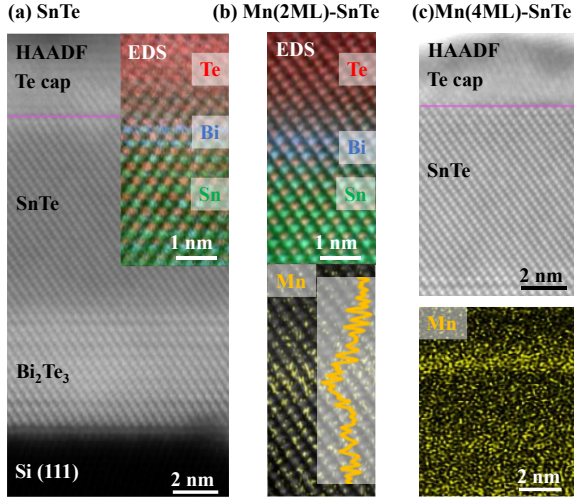 (a) SnTe
HAADF
Te cap
SnTe
Bi₂Te₃
Si (111)
2 nm
EDS
Te
Bi
Sn
1 nm
(b) Mn(2ML)-SnTe
Te
Bi
Sn
1 nm
Mn
(c)Mn(4ML)-SnTe
HAADF
Te cap
SnTe
2 nm
Mn
2 nm